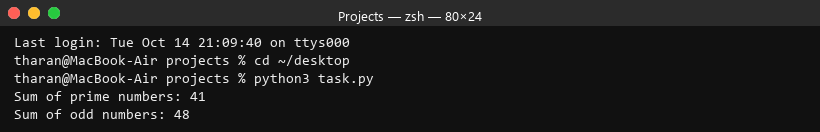 Projects — zsh — 80×24
Last login: Tue Oct 14 21:09:40 on ttys000
tharan@MacBook-Air projects % cd ~/desktop
tharan@MacBook-Air projects % python3 task.py
Sum of prime numbers: 41
Sum of odd numbers: 48